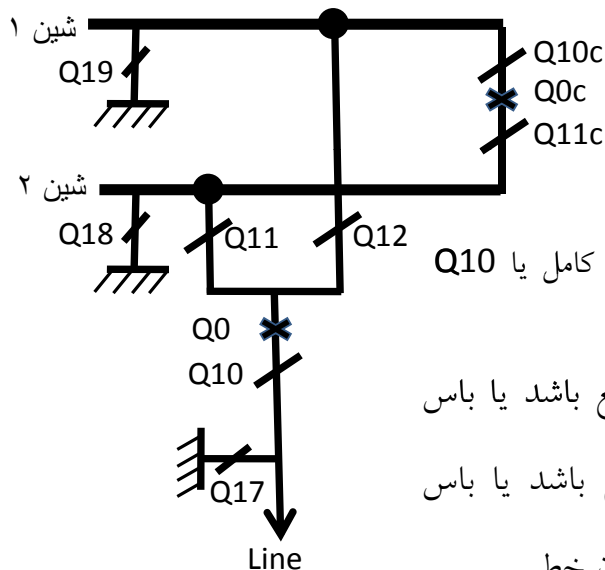 شین ۱
Q19
Q10c
Q0c
Q11c
شین ۲
Q18
Q11
Q12
کامل یا Q10
Q0
Q10
باشد یا باس
Q17
باشد یا باس
Line
خط